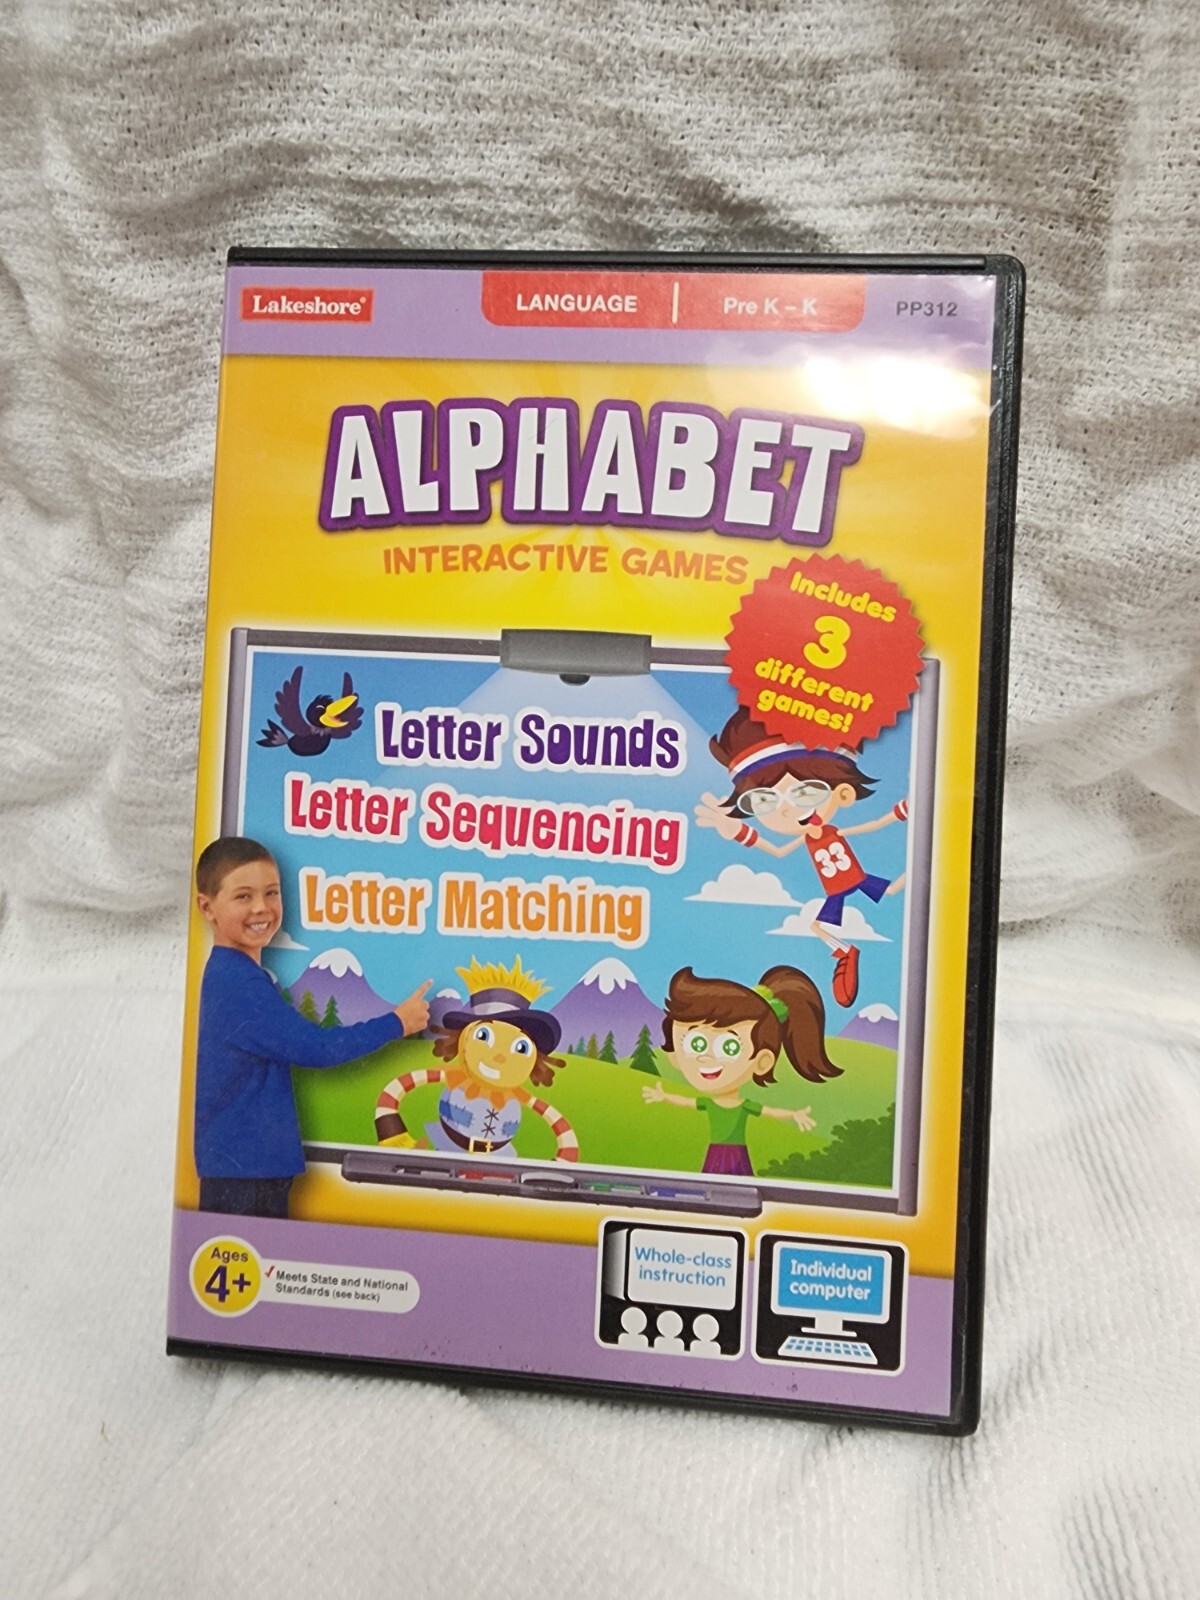 Lakeshore®
LANGUAGE | Pre K – K
PP312
ALPHABET
INTERACTIVE GAMES
Includes
3
different
games!
Letter Sounds
Letter Sequencing
Letter Matching
33
Ages
4+
✓Meets State and National
Standards (see back)
Whole-class
instruction
Individual
computer